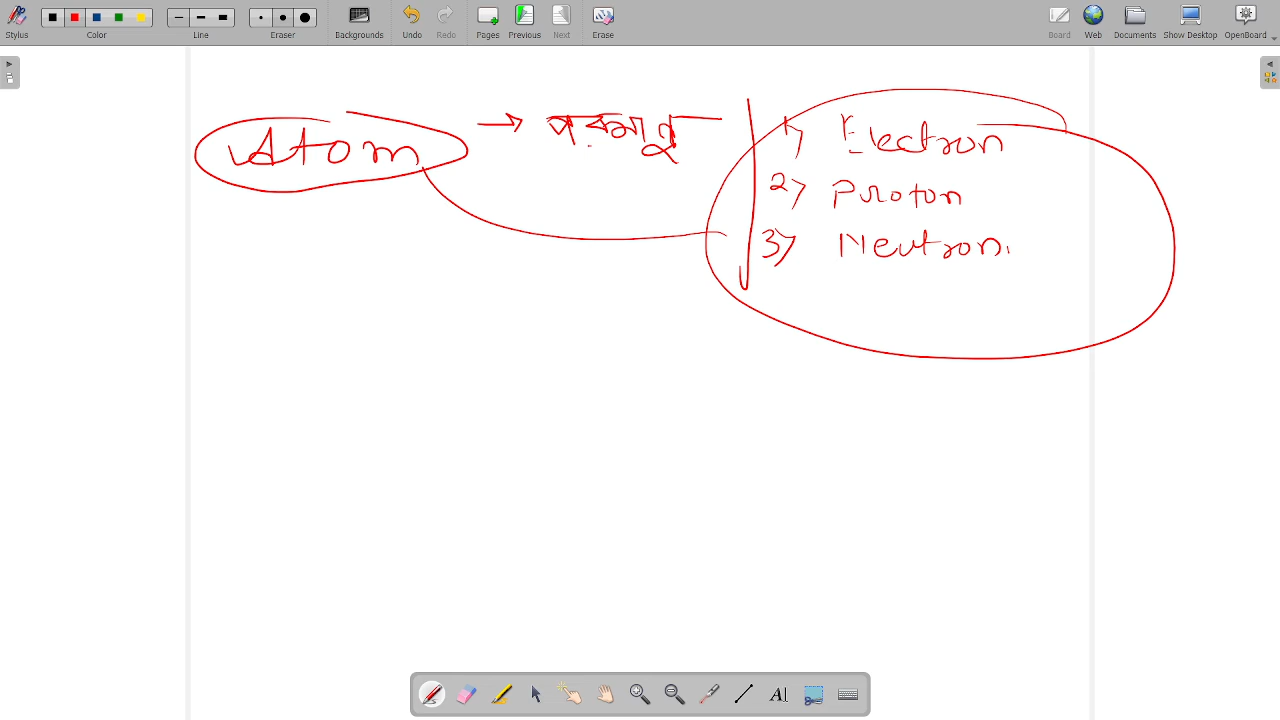 Stylus
Color
Line
Eraser
Backgrounds
Undo
Redo
Pages
Previous
Next
Erase
Board
Web
Documents
Show Desktop
OpenBoard
Atom →
1) Electron
2) Proton
3) Neutron